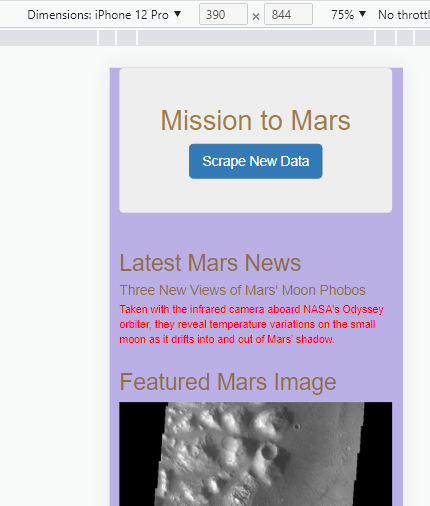 Dimensions: iPhone 12 Pro ▼ 390 × 844 75% ▼ No thrott
Mission to Mars
Scrape New Data
Latest Mars News
Three New Views of Mars' Moon Phobos
Taken with the infrared camera aboard NASA's Odyssey
orbiter, they reveal temperature variations on the small
moon as it drifts into and out of Mars' shadow.
Featured Mars Image